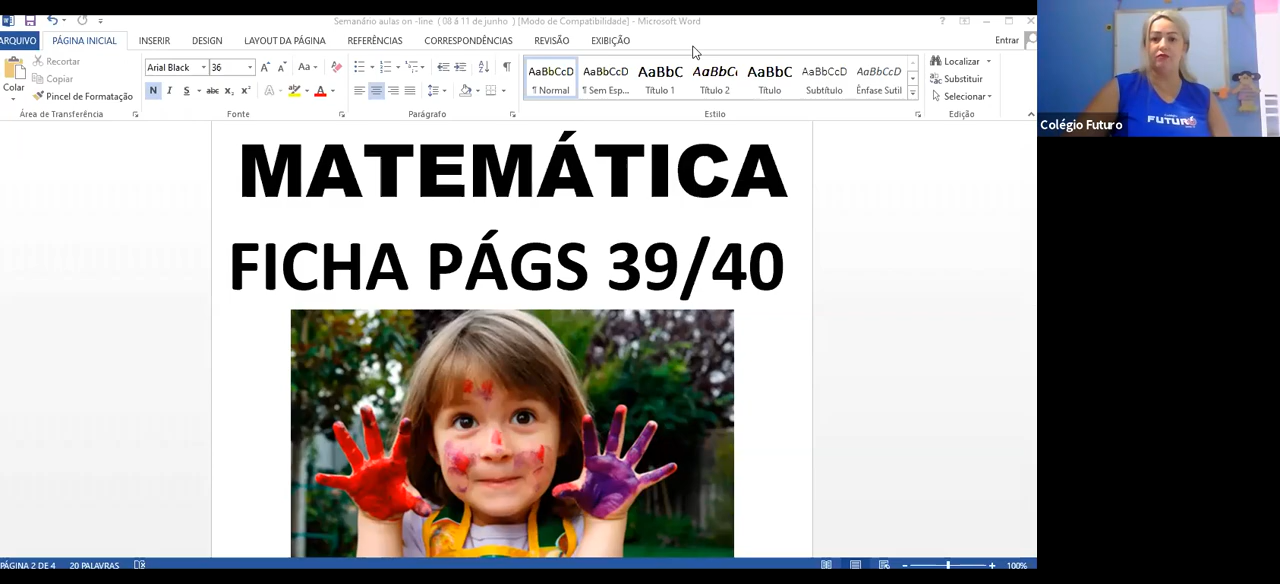 Semanário aulas on -line ( 08 á 11 de junho ) [Modo de Compatibilidade] - Microsoft Word
ARQUIVO PÁGINA INICIAL INSERIR DESIGN LAYOUT DA PÁGINA REFERÊNCIAS CORRESPONDÊNCIAS REVISÃO EXIBIÇÃO Entrar
Colar
Recortar
Copiar
Pincel de Formatação
Área de Transferência
Arial Black 36
Fonte
Parágrafo
AaBbCcD AaBbCcD AaBbC AaBbCc AaBbC AaBbCcD AaBbCcD
¶ Normal ¶ Sem Esp... Título 1 Título 2 Título Subtítulo Ênfase Sutil
Estilo
Localizar
Substituir
Selecionar
Edição
Colégio Futuro
MATEMÁTICA
FICHA PÁGS 39/40
PÁGINA 2 DE 4 20 PALAVRAS 100%